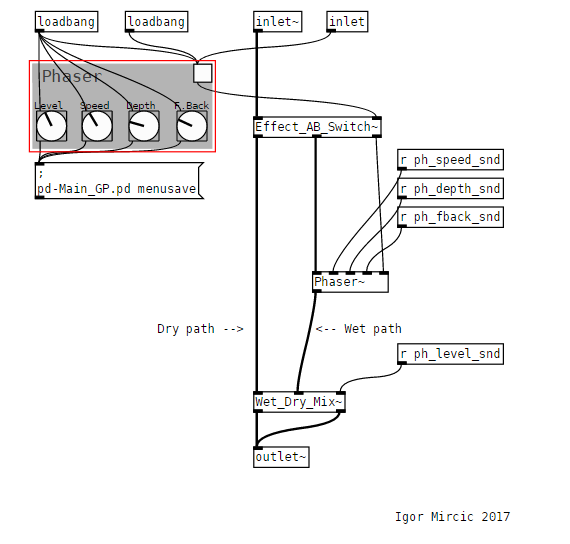 loadbang
loadbang
inlet~
inlet
Phaser
Level
Speed
Depth
F.Back
Effect_AB_Switch~
;
pd-Main_GP.pd menusave
r ph_speed_snd
r ph_depth_snd
r ph_fback_snd
Phaser~
Dry path -->
<-- Wet path
r ph_level_snd
Wet_Dry_Mix~
outlet~
Igor Mircic 2017